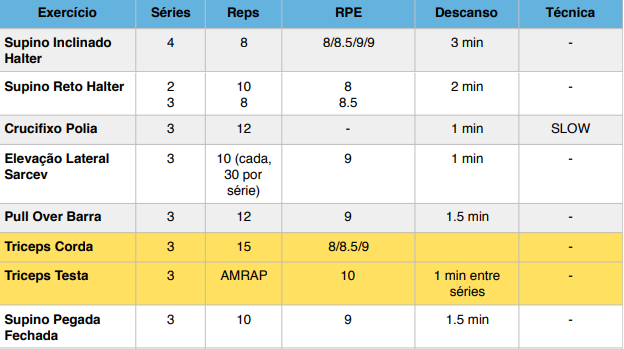 Exercício Séries Reps RPE Descanso Técnica
Supino Inclinado 4 8 8/8.5/9/9 3 min -
Halter
Supino Reto Halter 2 10 8 2 min -
3 8 8.5
Crucifixo Polia 3 12 - 1 min SLOW
Elevação Lateral 3 10 (cada, 9 1 min -
Sarcev 30 por
série)
Pull Over Barra 3 12 9 1.5 min -
Triceps Corda 3 15 8/8.5/9 -
Triceps Testa 3 AMRAP 10 1 min entre -
séries
Supino Pegada 3 10 9 1.5 min -
Fechada